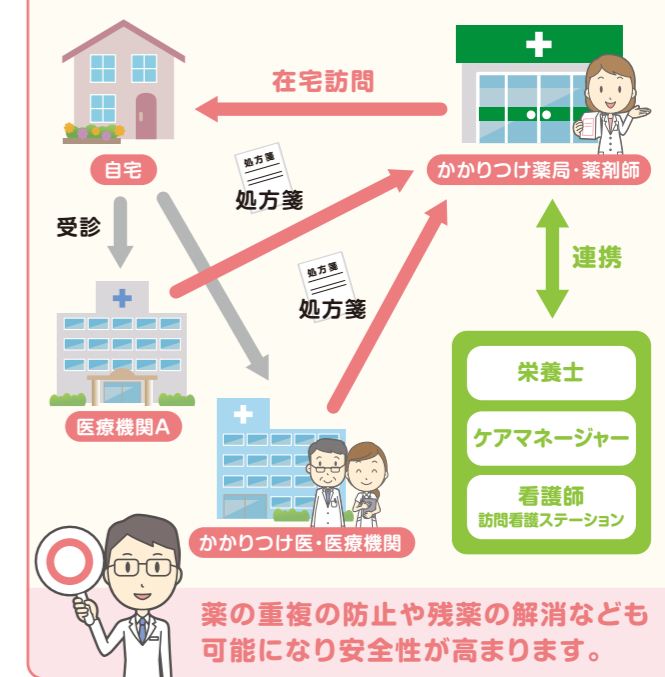 在宅訪問
自宅
かかりつけ薬局・薬剤師
処方箋
処方箋
受診
処方箋
処方箋
連携
医療機関A
栄養士
ケアマネージャー
看護師
訪問看護ステーション
かかりつけ医・医療機関
薬の重複の防止や残薬の解消なども
可能になり安全性が高まります。